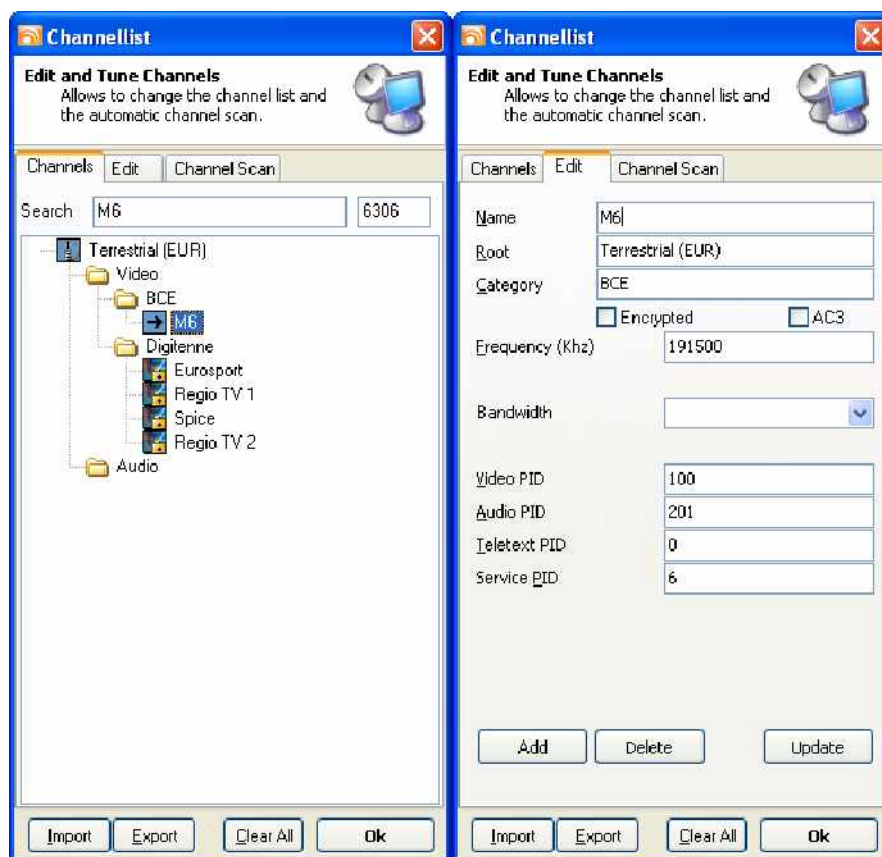 Channellist
Edit and Tune Channels
Allows to change the channel list and
the automatic channel scan.
Channels Edit Channel Scan
Search M6 6306
Terrestrial (EUR)
Video
BCE
M6
Digitenne
Eurosport
Regio TV 1
Spice
Regio TV 2
Audio
Import Export Clear All Ok
Channellist
Edit and Tune Channels
Allows to change the channel list and
the automatic channel scan.
Channels Edit Channel Scan
Name M6
Root Terrestrial (EUR)
Category BCE
Encrypted AC3
Frequency (Khz) 191500
Bandwidth
Video PID 100
Audio PID 201
Teletext PID 0
Service PID 6
Add Delete Update
Import Export Clear All Ok